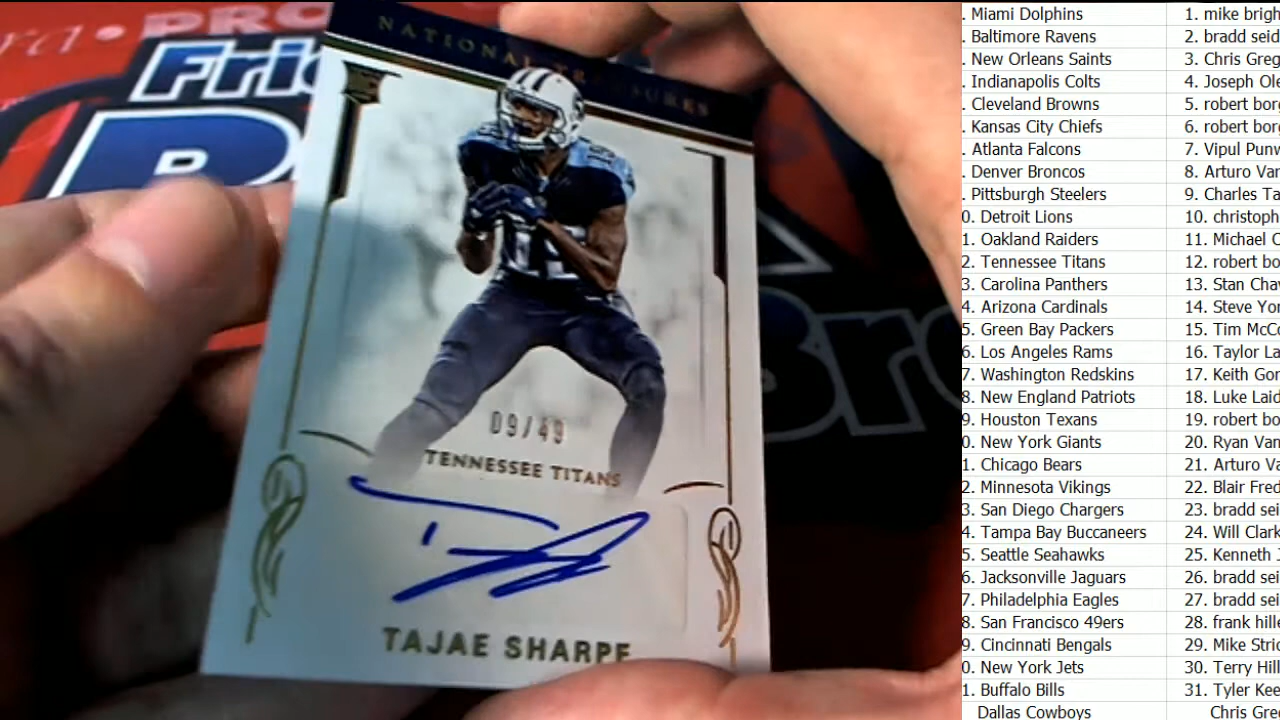 PRO
Fric
NATIONAL TREASURES
09/49
TENNESSEE TITANS
TAJAE SHARPE
. Miami Dolphins 1. mike brigh
. Baltimore Ravens 2. bradd seid
. New Orleans Saints 3. Chris Greg
. Indianapolis Colts 4. Joseph Ole
. Cleveland Browns 5. robert bor
. Kansas City Chiefs 6. robert bor
. Atlanta Falcons 7. Vipul Punw
. Denver Broncos 8. Arturo Var
. Pittsburgh Steelers 9. Charles Ta
0. Detroit Lions 10. christoph
1. Oakland Raiders 11. Michael C
2. Tennessee Titans 12. robert bo
3. Carolina Panthers 13. Stan Chav
4. Arizona Cardinals 14. Steve Yor
5. Green Bay Packers 15. Tim McCo
6. Los Angeles Rams 16. Taylor La
7. Washington Redskins 17. Keith Gor
8. New England Patriots 18. Luke Laid
9. Houston Texans 19. robert bo
0. New York Giants 20. Ryan Van
1. Chicago Bears 21. Arturo Va
2. Minnesota Vikings 22. Blair Fred
3. San Diego Chargers 23. bradd sei
4. Tampa Bay Buccaneers 24. Will Clark
5. Seattle Seahawks 25. Kenneth J
6. Jacksonville Jaguars 26. bradd sei
7. Philadelphia Eagles 27. bradd sei
8. San Francisco 49ers 28. frank hille
9. Cincinnati Bengals 29. Mike Stric
0. New York Jets 30. Terry Hill
1. Buffalo Bills 31. Tyler Kee
Dallas Cowboys Chris Gree